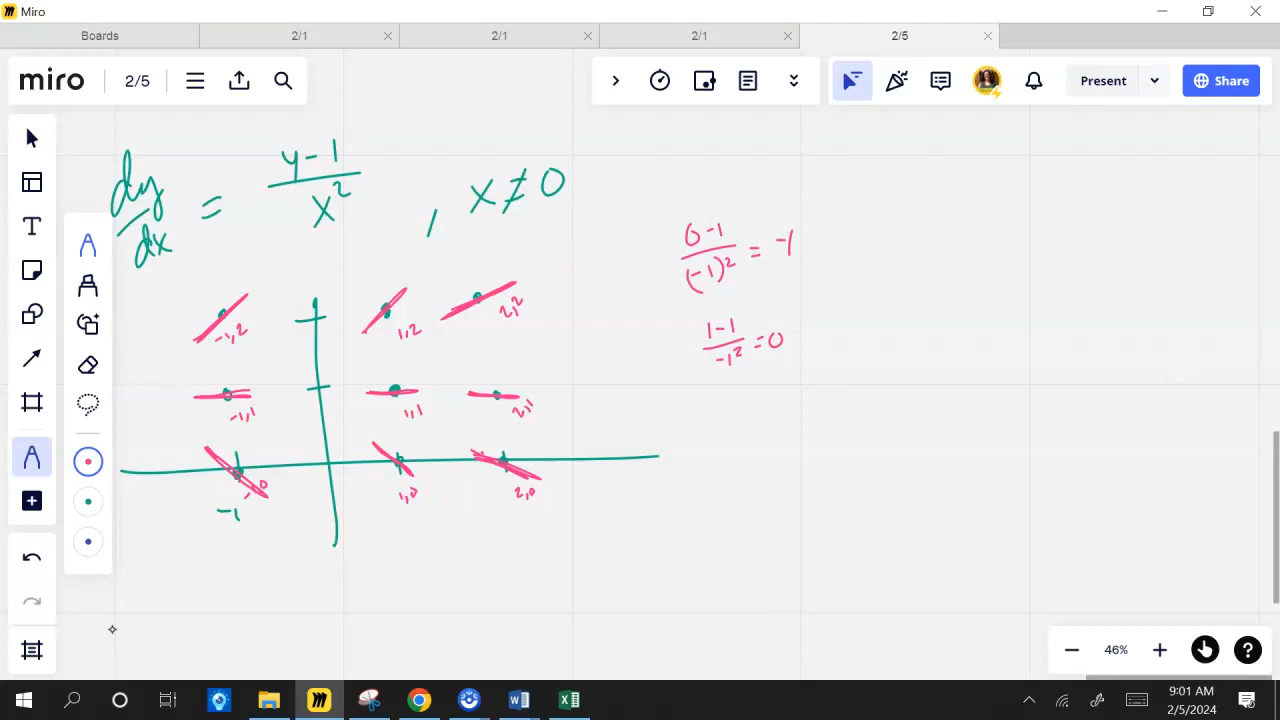 Miro
Boards
2/1
2/1
2/1
2/5
miro
2/5
Present
Share
dy/dx = y-1/x², x≠0
0-1/(-1)² = -1
1-1/-1² = 0
-1,2
1,2
2,2
-1,1
1,1
2,1
-1,0
1,0
2,0
-1
46%
9:01 AM
2/5/2024